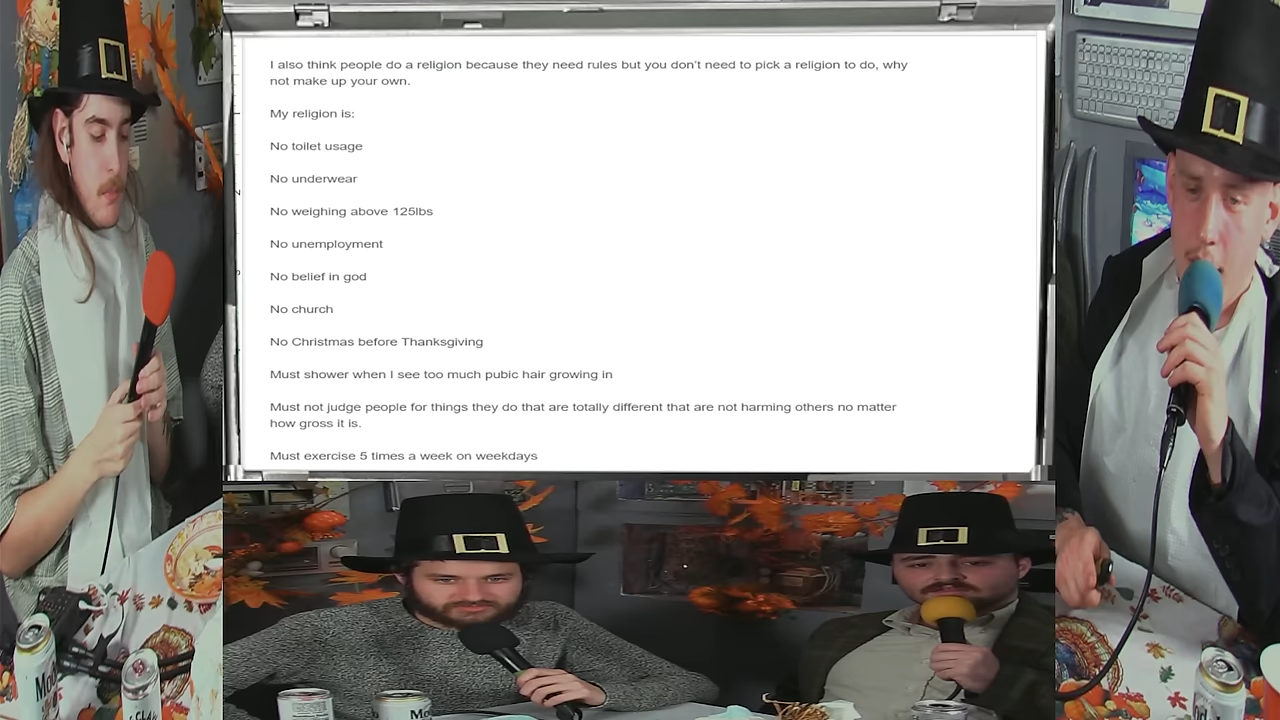 I also think people do a religion because they need rules but you don't need to pick a religion to do, why
not make up your own.
My religion is:
No toilet usage
No underwear
No weighing above 125lbs
No unemployment
No belief in god
No church
No Christmas before Thanksgiving
Must shower when I see too much pubic hair growing in
Must not judge people for things they do that are totally different that are not harming others no matter
how gross it is.
Must exercise 5 times a week on weekdays